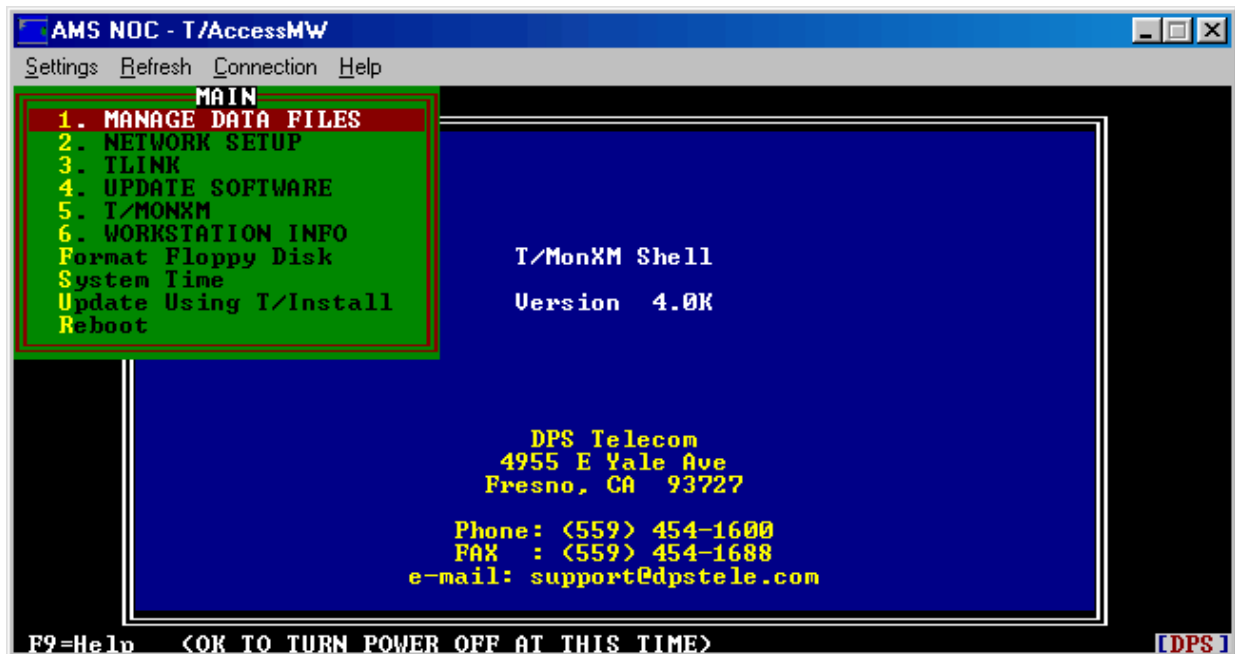 AMS NOC - T/AccessMW
Settings Refresh Connection Help
MAIN
1. MANAGE DATA FILES
2. NETWORK SETUP
3. TLINK
4. UPDATE SOFTWARE
5. T/MONXM
6. WORKSTATION INFO
Format Floppy Disk
System Time
Update Using T/Install
Reboot
T/MonXM Shell
Version 4.0K
DPS Telecom
4955 E Yale Ave
Fresno, CA 93727
Phone: (559) 454-1600
FAX : (559) 454-1688
e-mail: support@dpstele.com
F9=Help (OK TO TURN POWER OFF AT THIS TIME) [DPS]